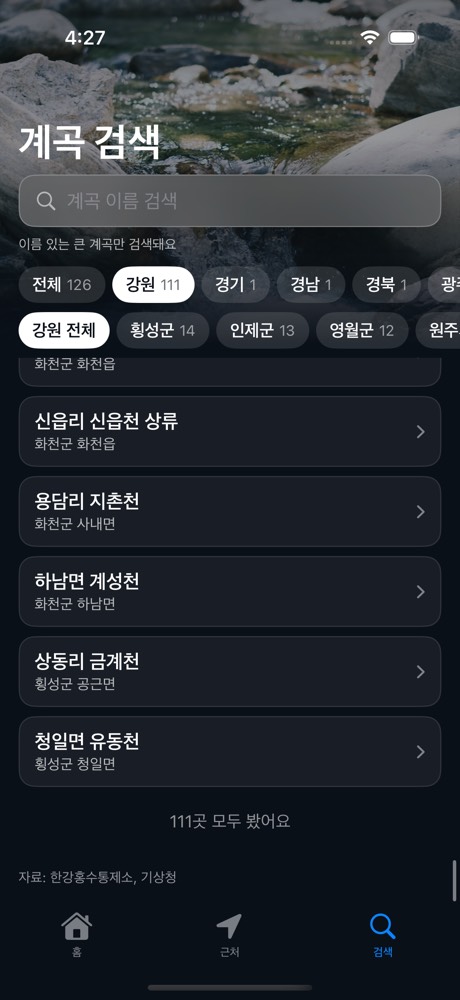 4:27
계곡 검색
계곡 이름 검색
이름 있는 큰 계곡만 검색돼요
전체 126 강원 111 경기 1 경남 1 경북 1 광주
강원 전체 횡성군 14 인제군 13 영월군 12 원주
화천군 화천읍
신읍리 신읍천 상류
화천군 화천읍
용담리 지촌천
화천군 사내면
하남면 계성천
화천군 하남면
상동리 금계천
횡성군 공근면
청일면 유동천
횡성군 청일면
111곳 모두 봤어요
자료: 한강홍수통제소, 기상청
홈 근처 검색